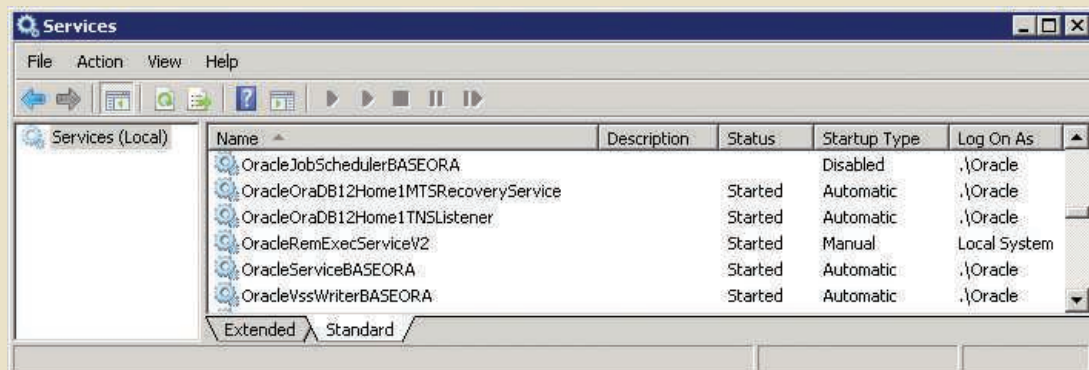 Services
File Action View Help
Services (Local)
Name Description Status Startup Type Log On As
OracleJobSchedulerBASEORA Disabled .\Oracle
OracleOraDB12Home1MTSRecoveryService Started Automatic .\Oracle
OracleOraDB12Home1TNSListener Started Automatic .\Oracle
OracleRemExecServiceV2 Started Manual Local System
OracleServiceBASEORA Started Automatic .\Oracle
OracleVssWriterBASEORA Started Automatic .\Oracle
Extended Standard